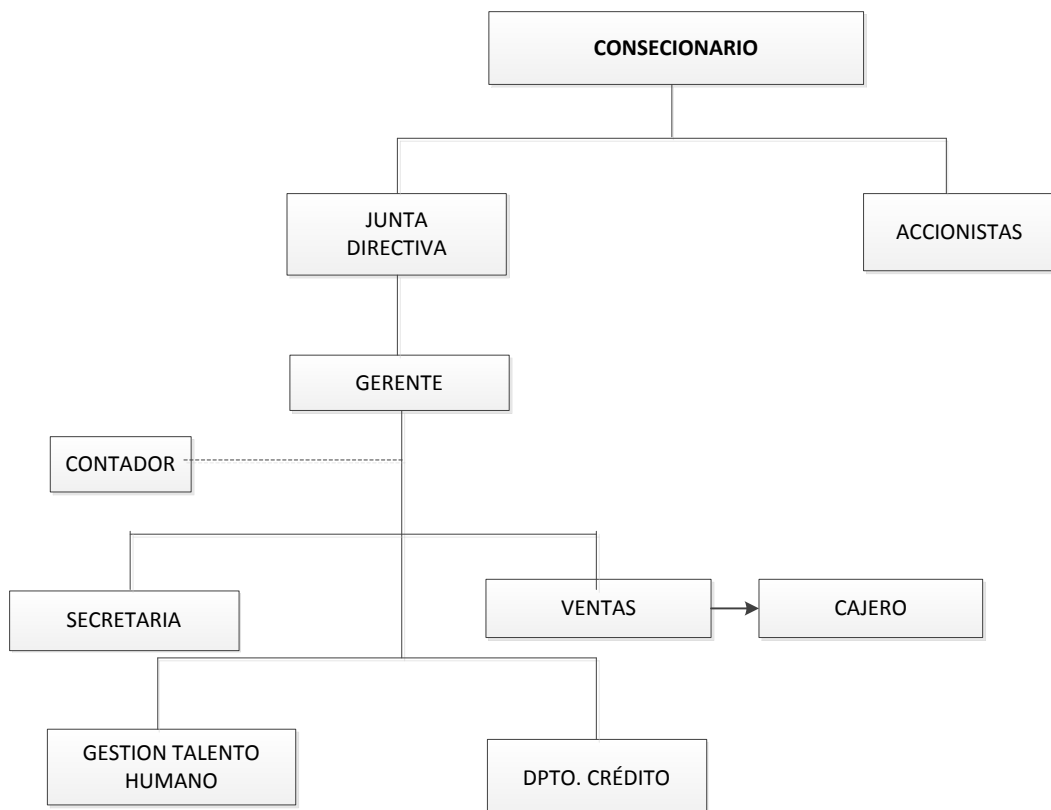 CONSECIONARIO
JUNTA
DIRECTIVA
ACCIONISTAS
GERENTE
CONTADOR
SECRETARIA
VENTAS
CAJERO
GESTION TALENTO
HUMANO
DPTO. CRÉDITO